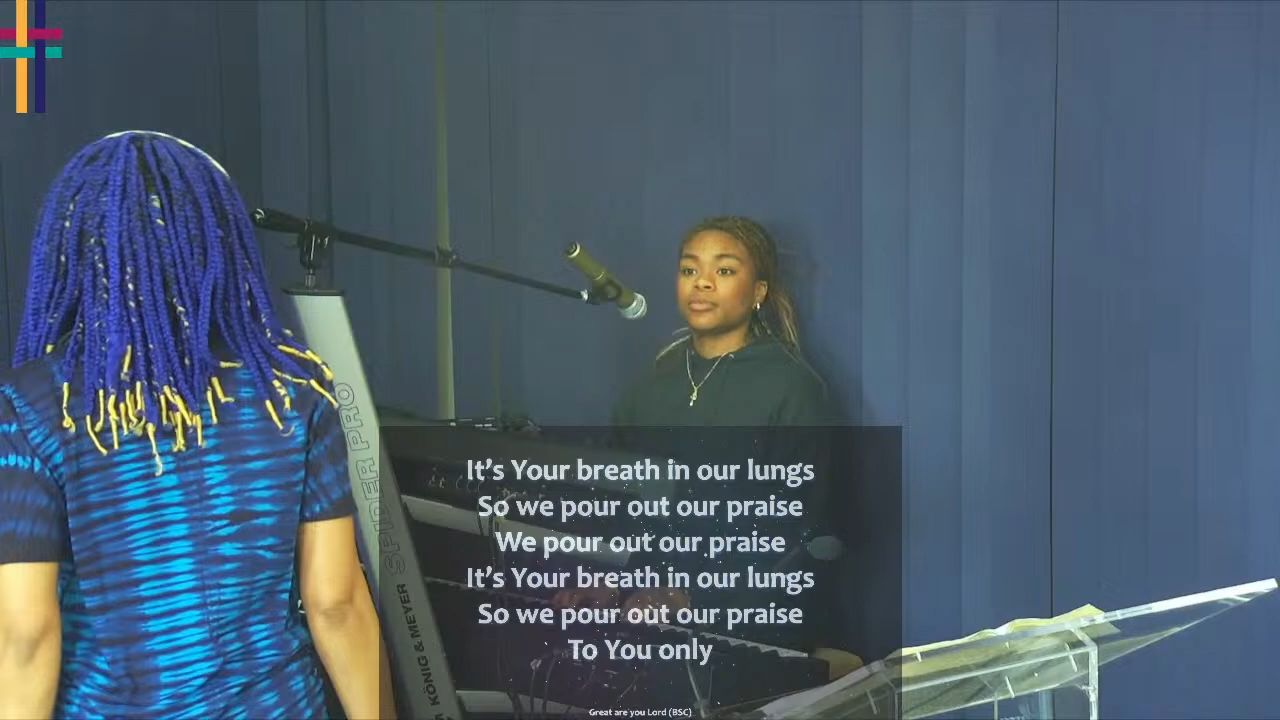 It's Your breath in our lungs
So we pour out our praise
We pour out our praise
It's Your breath in our lungs
So we pour out our praise
To You only
Great are you Lord (BSC)
SPIDER PRO
KÖNIG & MEYER